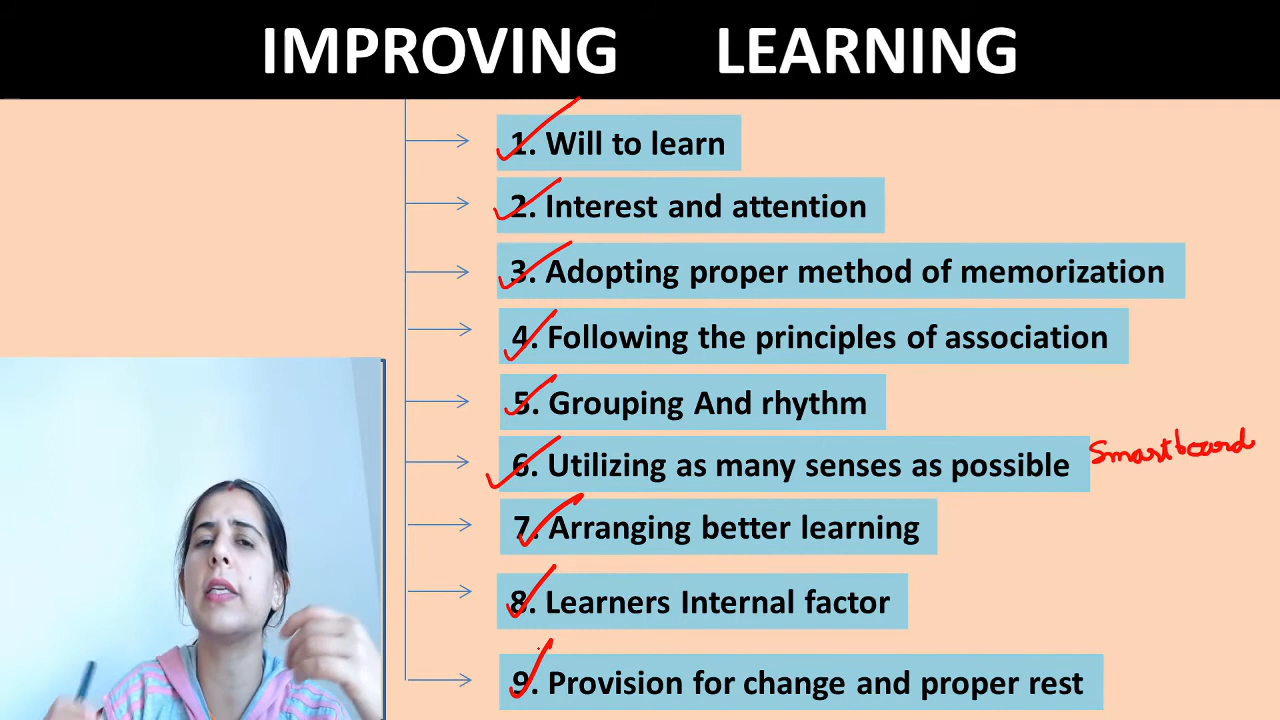 IMPROVING LEARNING
1. Will to learn
2. Interest and attention
3. Adopting proper method of memorization
4. Following the principles of association
5. Grouping And rhythm
6. Utilizing as many senses as possible Smartboard
7. Arranging better learning
8. Learners Internal factor
9. Provision for change and proper rest